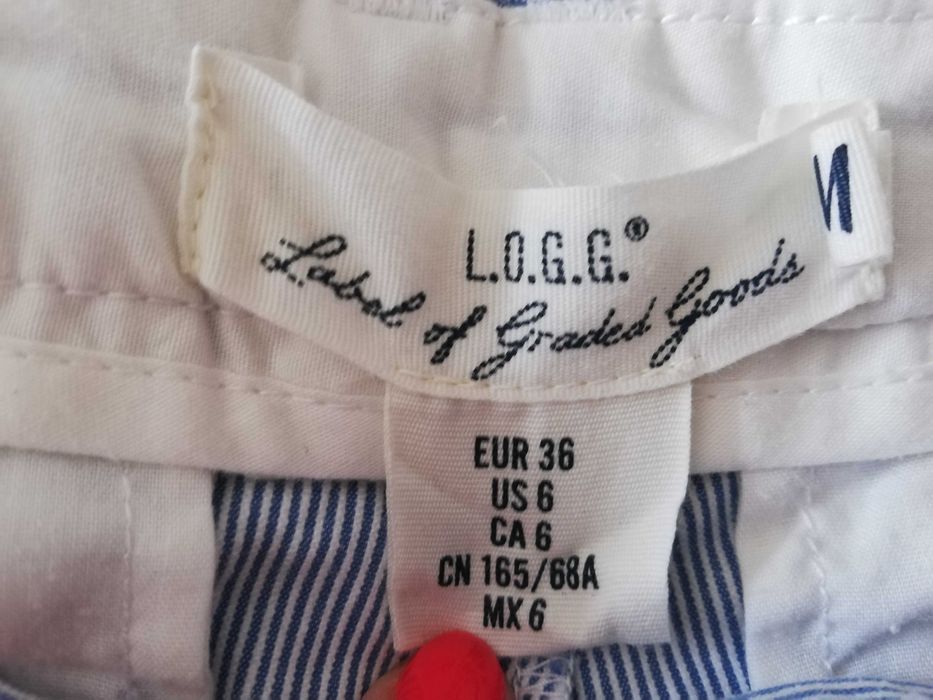 L.O.G.G.®
Label of Graded Goods
EUR 36
US 6
CA 6
CN 165/68A
MX 6